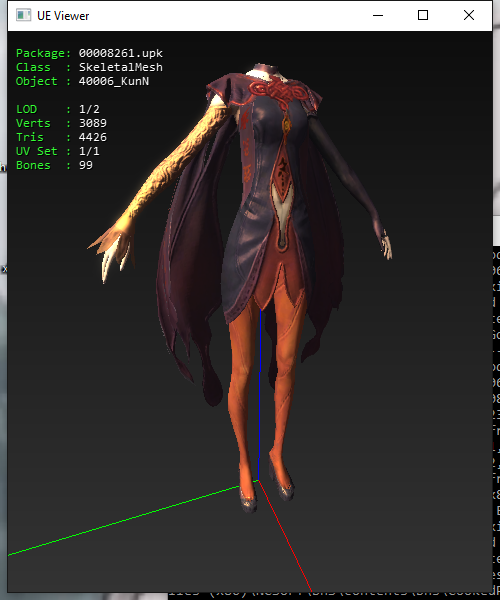 UE Viewer
Package: 00008261.upk
Class : SkeletalMesh
Object : 40006_KunN
LOD : 1/2
Verts : 3089
Tris : 4426
UV Set : 1/1
Bones : 99